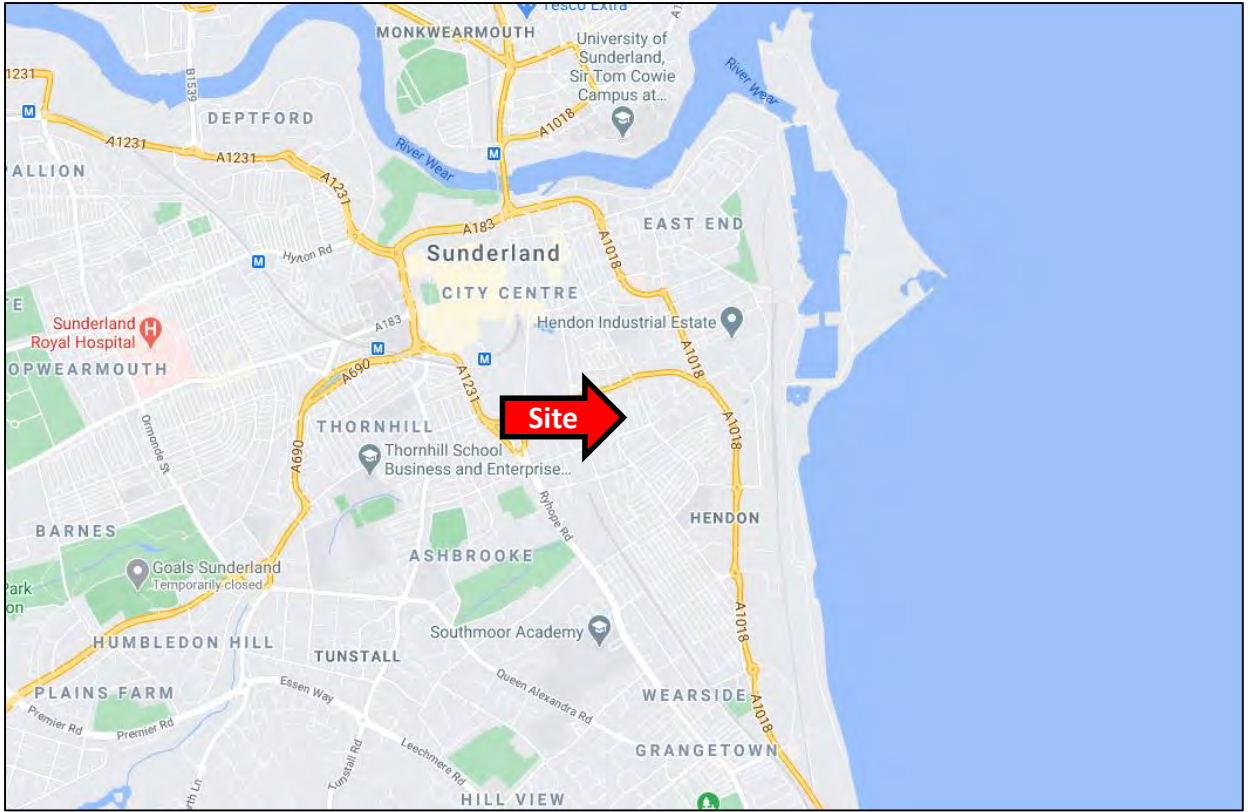 Tesco Extra
MONKWEARMOUTH
University of
Sunderland,
Sir Tom Cowie
Campus at...
River Wear
1231
B1539
M
DEPTFORD
A1018
A1231
A1231
River Wear
M
ALLION
A1231
EAST END
A183
Sunderland
A1018
Hylton Rd
M
CITY CENTRE
E
Sunderland
Royal Hospital
H
A183
Hendon Industrial Estate
M
M
A1018
OPWEARMOUTH
A690
A1231
Site
A1018
Ormonde St
THORNHILL
A690
Thornhill School
Business and Enterprise...
Ryhope Rd
HENDON
BARNES
ASHBROOKE
Goals Sunderland
Temporarily closed
Park
on
A1018
Southmoor Academy
HUMBLEDON HILL
TUNSTALL
Queen Alexandra Rd
Essen Way
PLAINS FARM
WEARSIDE
A1018
Premier Rd
Premier Rd
Leechmere Rd
GRANGETOWN
Tunstall Rd
rth Ln
HILL VIEW